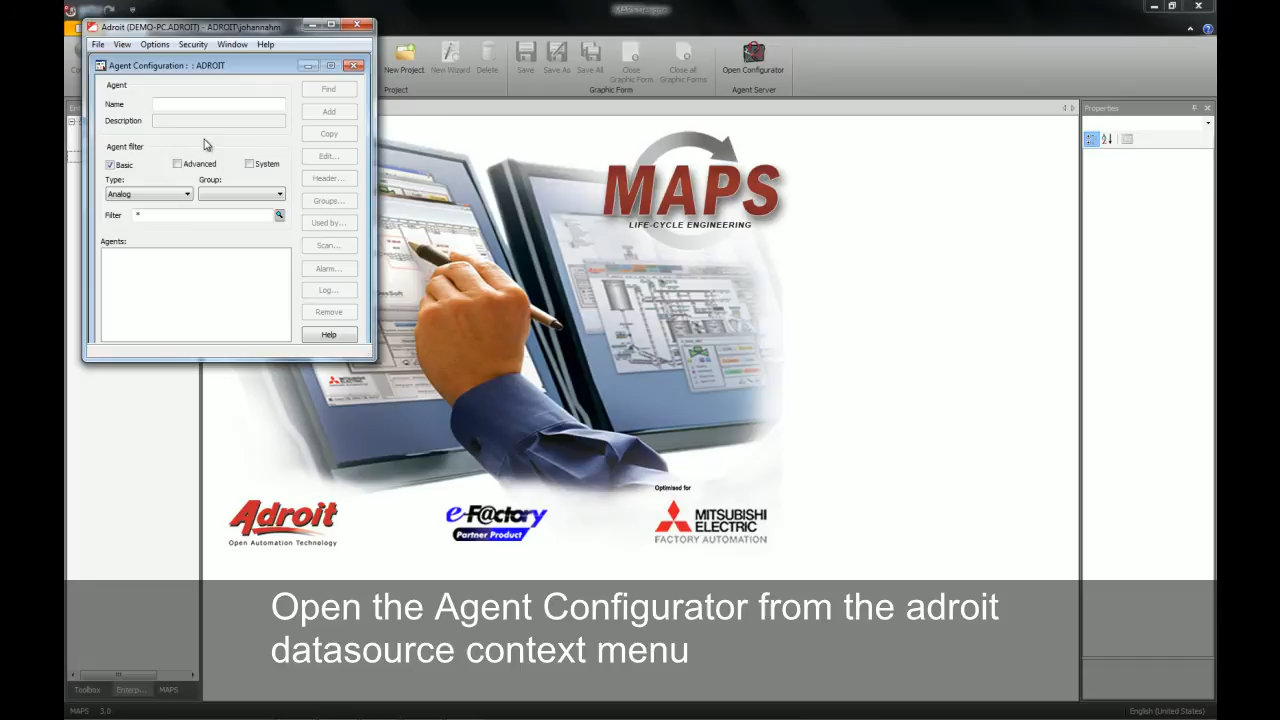 MAPS Designer
Adroit (DEMO-PC.ADROIT) - ADROIT\johannahm
File View Options Security Window Help
Agent Configuration : : ADROIT
Agent
Name
Description
Agent filter
Basic Advanced System
Type: Group:
Analog
Filter *
Agents:
Find
Add
Copy
Edit...
Header...
Groups...
Used by...
Scan...
Alarm...
Log...
Remove
Help
New Project New Wizard Delete
Project
Save Save As Save All Close Graphic Form Close all Graphic Forms
Graphic Form
Open Configurator
Agent Server
Properties
MAPS
LIFE-CYCLE ENGINEERING
Adroit
Open Automation Technology
e-F@ctory
Partner Product
Optimised for
MITSUBISHI
ELECTRIC
FACTORY AUTOMATION
Open the Agent Configurator from the adroit
datasource context menu
Toolbox Enterp... MAPS
MAPS 3.0
English (United States)